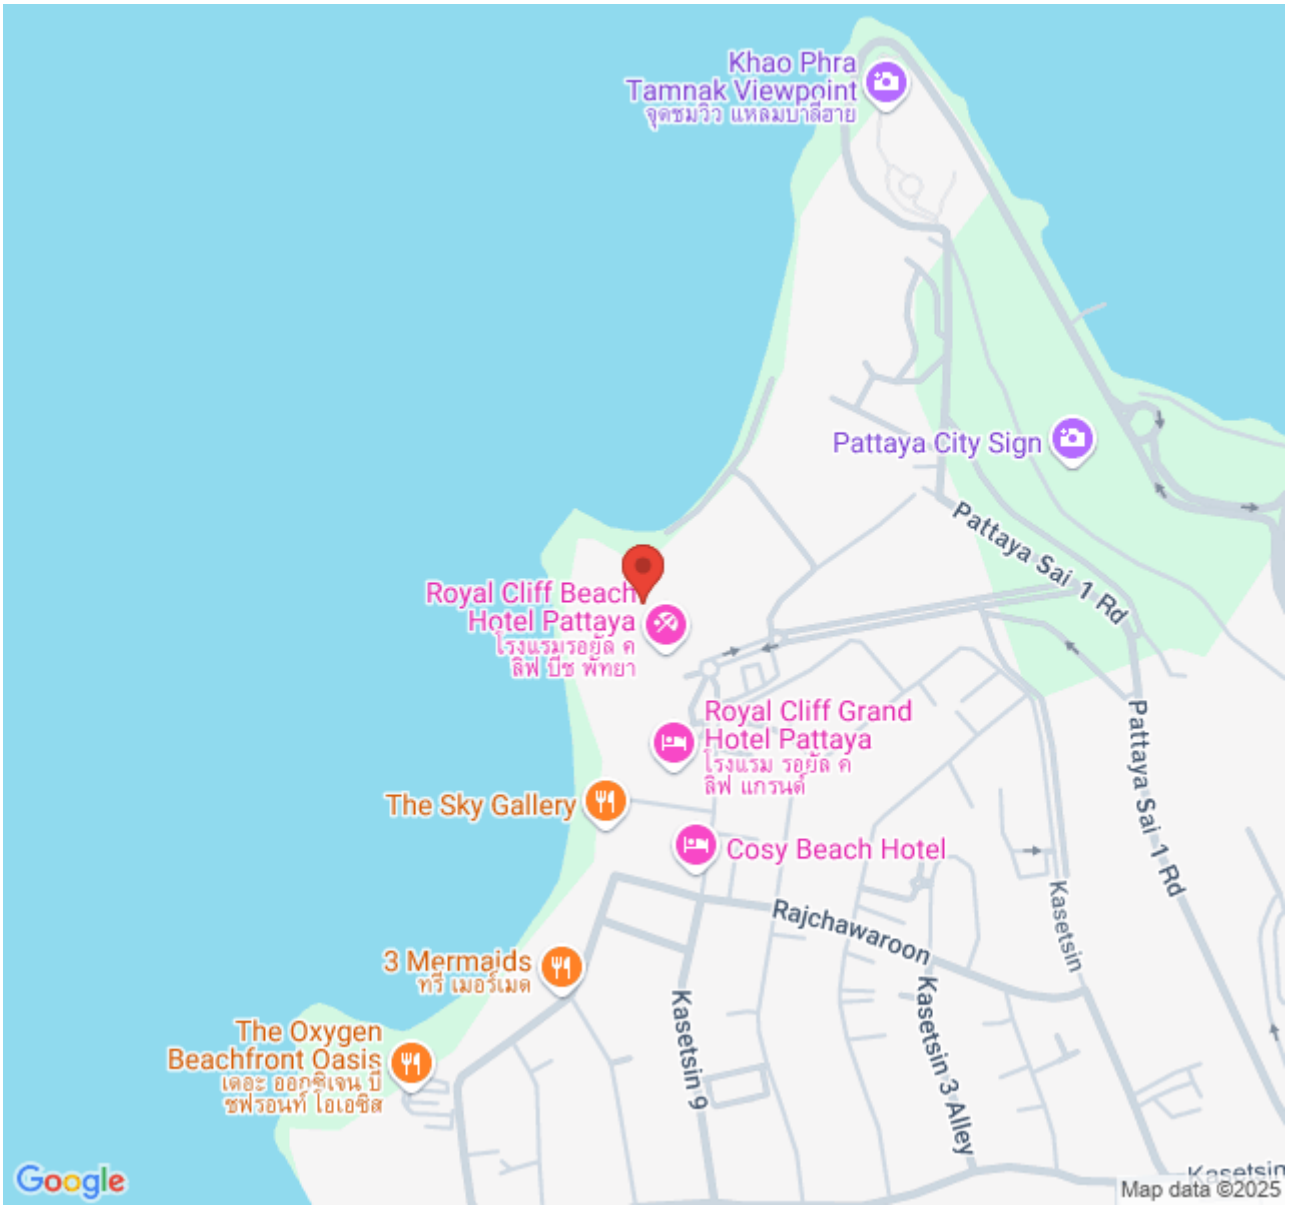 Khao Phra
Tamnak Viewpoint
จุดชมวิว แหลมบาลีฮาย
Pattaya City Sign
Pattaya Sai 1 Rd
Royal Cliff Beach
Hotel Pattaya
โรงแรมรอยัล ค
ลิฟ บีช พัทยา
Royal Cliff Grand
Hotel Pattaya
โรงแรม รอยัล ค
ลิฟ แกรนด์
Pattaya Sai 1 Rd
The Sky Gallery
Cosy Beach Hotel
Kasetsin
Rajchawaroon
3 Mermaids
ทรี เมอร์เมด
Kasetsin 9
Kasetsin 3 Alley
The Oxygen
Beachfront Oasis
เดอะ ออกซิเจน บี
ชฟรอนท์ โอเอซิส
Kasetsin
Google
Map data ©2025